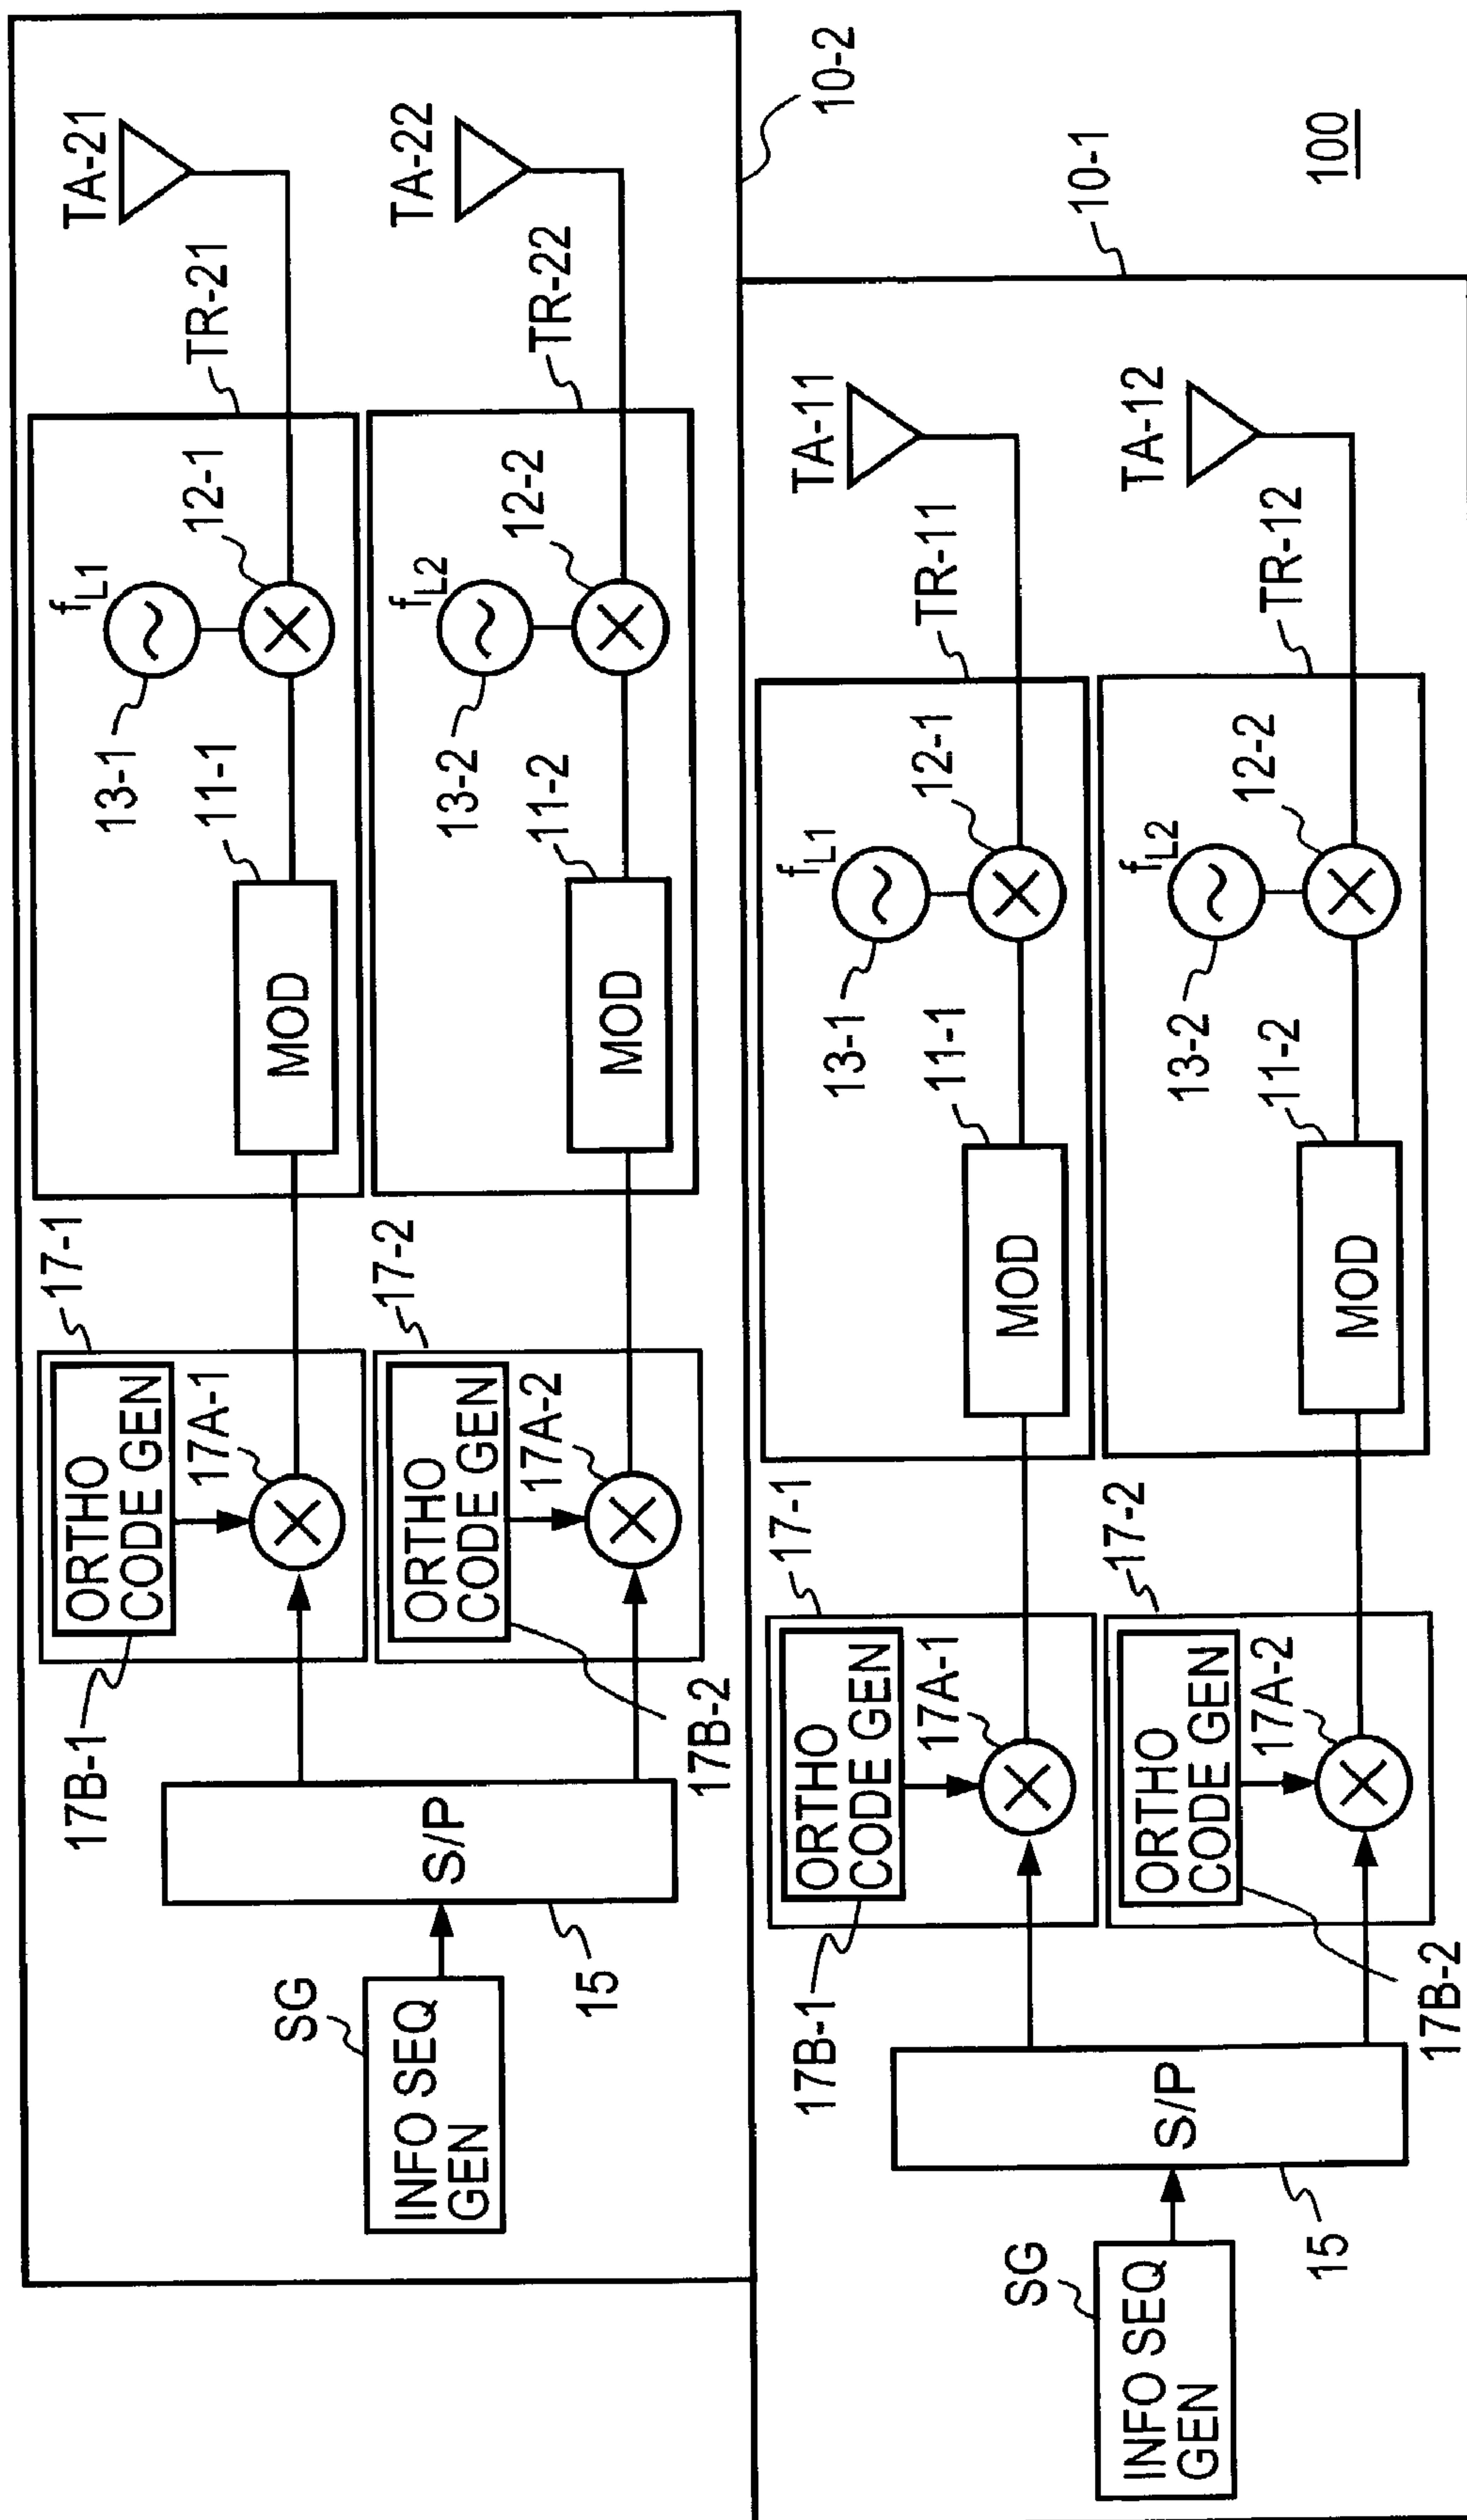 TA-21
TR-21
f L1
12-1
13-1
11-1
MOD
17-1
ORTHO
CODE GEN
17A-1
17B-1
TA-22
TR-22
f L2
12-2
13-2
11-2
MOD
17-2
ORTHO
CODE GEN
17A-2
17B-2
S/P
15
SG
INFO SEQ
GEN
10-2
TA-11
TR-11
f L1
12-1
13-1
11-1
MOD
17-1
ORTHO
CODE GEN
17A-1
17B-1
TA-12
TR-12
f L2
12-2
13-2
11-2
MOD
17-2
ORTHO
CODE GEN
17A-2
17B-2
S/P
15
SG
INFO SEQ
GEN
10-1
100